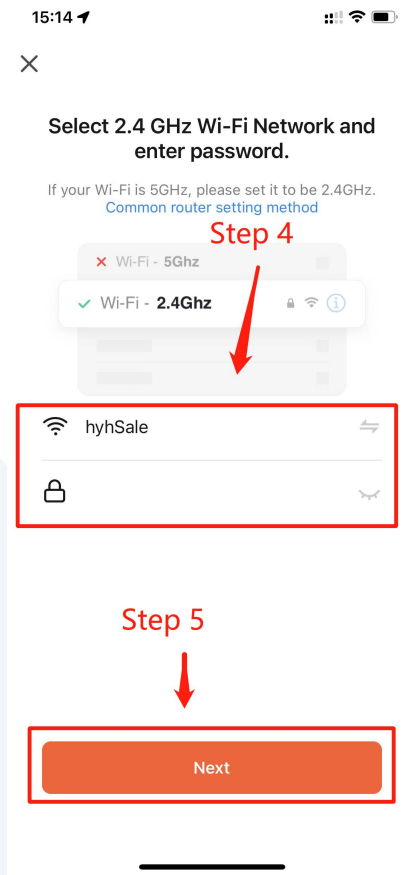 15:14
Select 2.4 GHz Wi-Fi Network and
enter password.
If your Wi-Fi is 5GHz, please set it to be 2.4GHz.
Common router setting method
Step 4
Wi-Fi - 5Ghz
Wi-Fi - 2.4Ghz
hyhSale
Step 5
Next